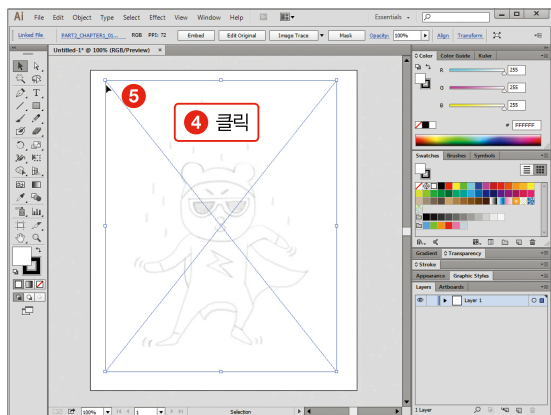 Ai File Edit Object Type Select Effect View Window Help Essentials
Linked File PART2_CHAPTER1_01... RGB PPI: 72 Embed Edit Original Image Trace Mask Opacity: 100% Align Transform
Untitled-1* @ 100% (RGB/Preview) ×
Color Color Guide Kuler
R 255
G 255
B 255
# FFFFFF
5
4 클릭
Swatches Brushes Symbols
Gradient Transparency
Stroke
Appearance Graphic Styles
Layers Artboards
Layer 1
1 Layer
100% 1 Selection